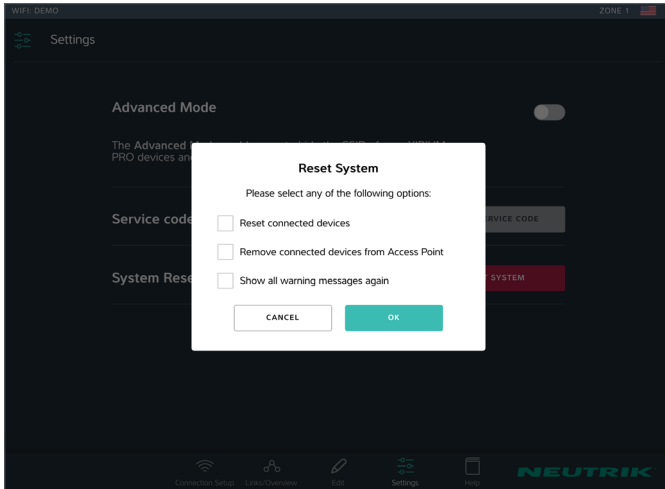 WIFI: DEMO
ZONE 1
Settings
Advanced Mode
The Advanced
PRO devices an
Reset System
Please select any of the following options:
Reset connected devices
Remove connected devices from Access Point
Show all warning messages again
CANCEL
OK
Service code
SERVICE CODE
System Rese
SYSTEM
Connection Setup
Links/Overview
Edit
Settings
Help
NEUTRIK